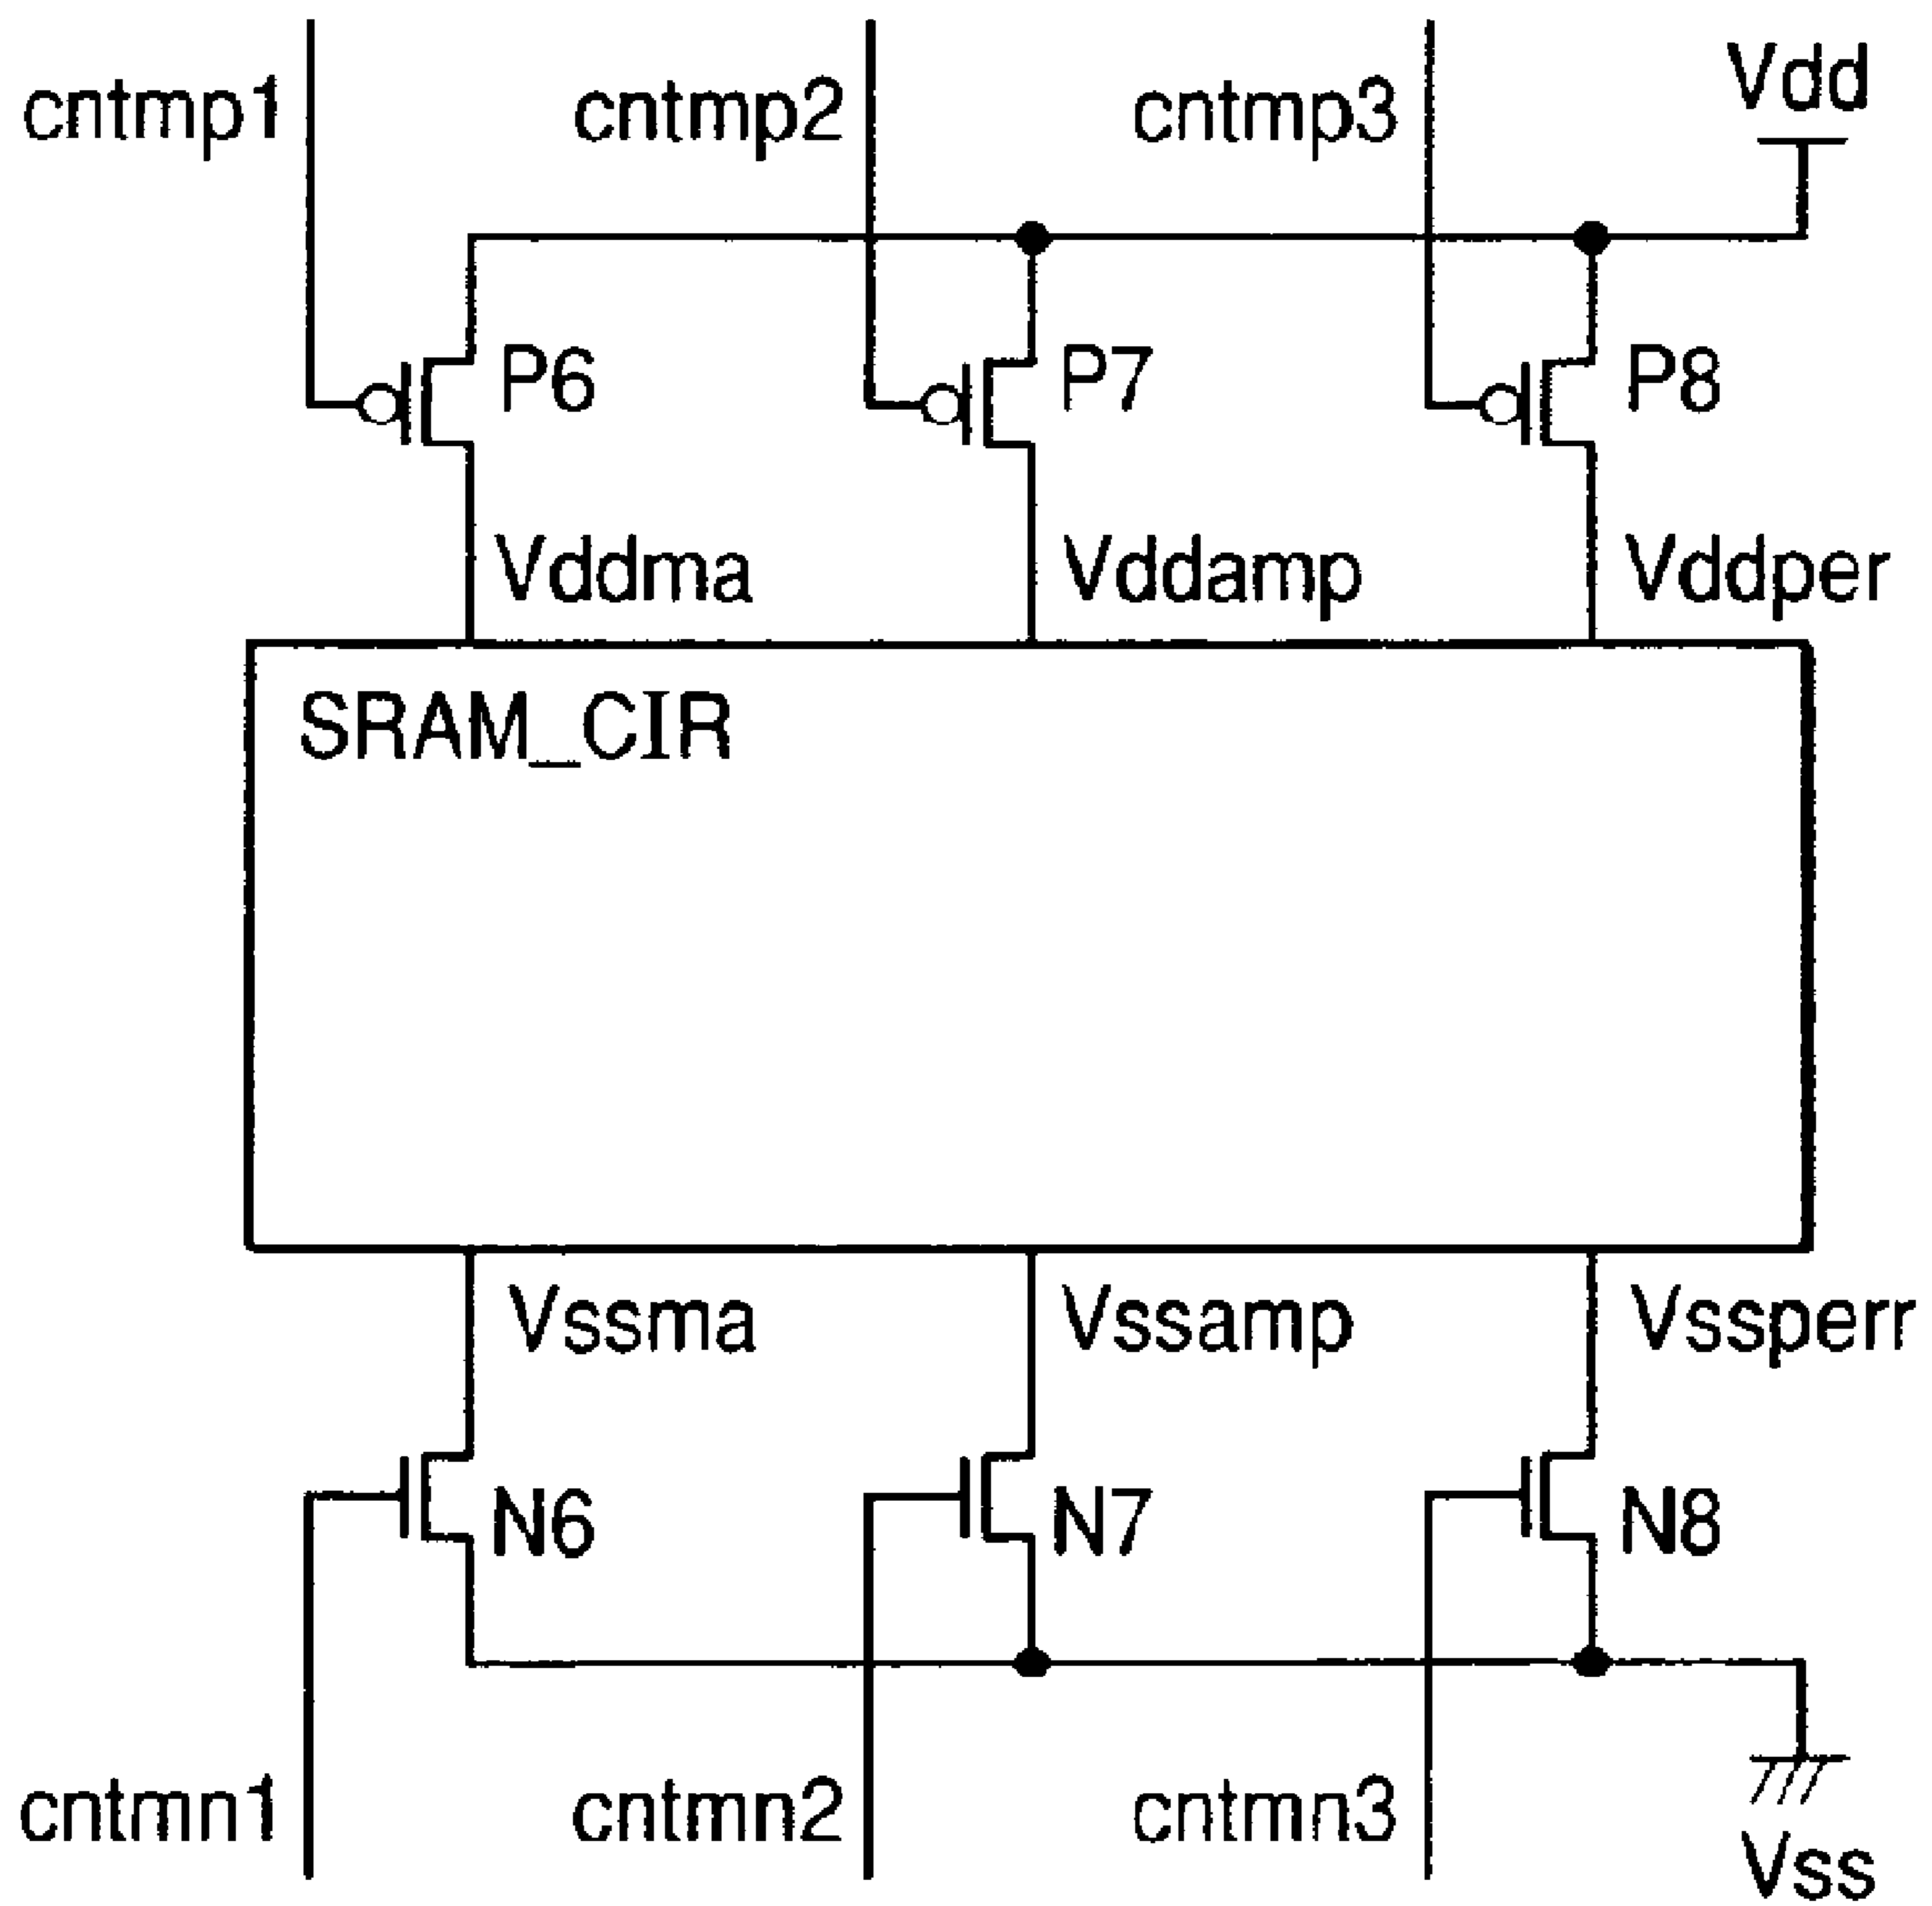 cntmp1
cntmp2
cntmp3
Vdd
P6
P7
P8
Vddma
Vddamp
Vddper
SRAM_CIR
Vssma
Vssamp
Vssperr
N6
N7
N8
cntmn1
cntmn2
cntmn3
Vss